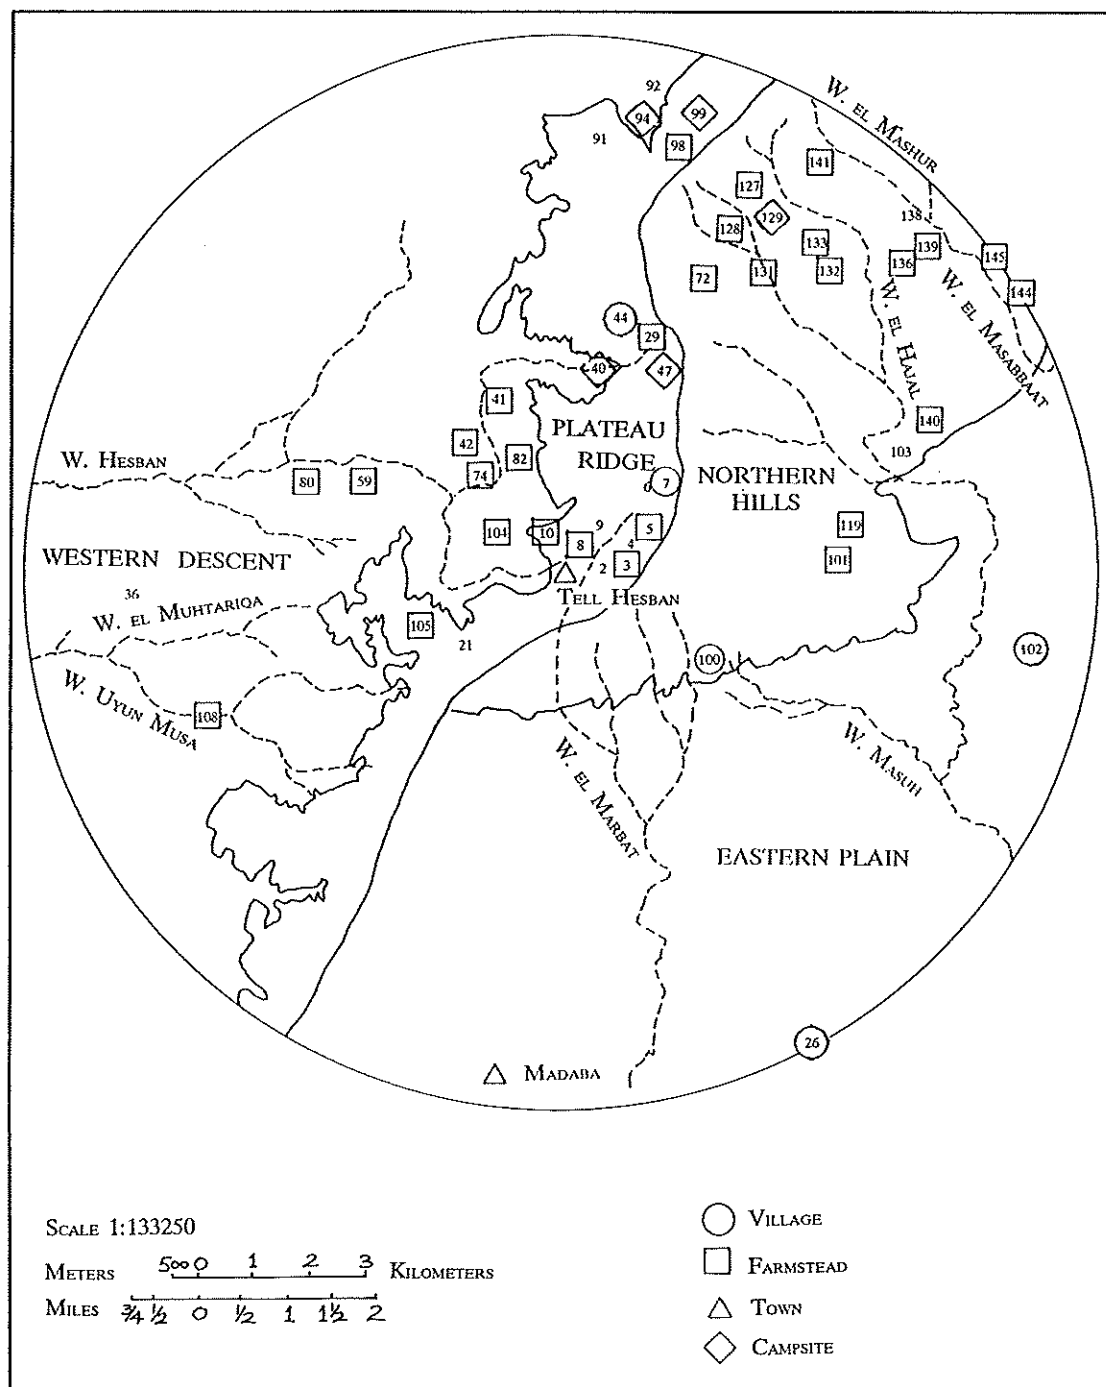 92
94
99
W. EL MASHUR
91
98
141
127
129
138
128
133
139
72
131
132
136
145
W. EL MASABBAAT
144
44
29
W. EL HAJAL
40
47
41
140
PLATEAU
RIDGE
42
82
103
W. HESBAN
74
7
6
NORTHERN
HILLS
80
59
104
10
9
5
119
8
4
WESTERN DESCENT
2
3
101
TELL HESBAN
36
W. EL MUHTARIQA
105
21
100
102
W. UYUN MUSA
108
W. MASUH
W. EL MARBAT
EASTERN PLAIN
26
MADABA
SCALE 1:133250
METERS 500 0 1 2 3 KILOMETERS
MILES 3/4 1/2 0 1/2 1 1 1/2 2
VILLAGE
FARMSTEAD
TOWN
CAMPSITE